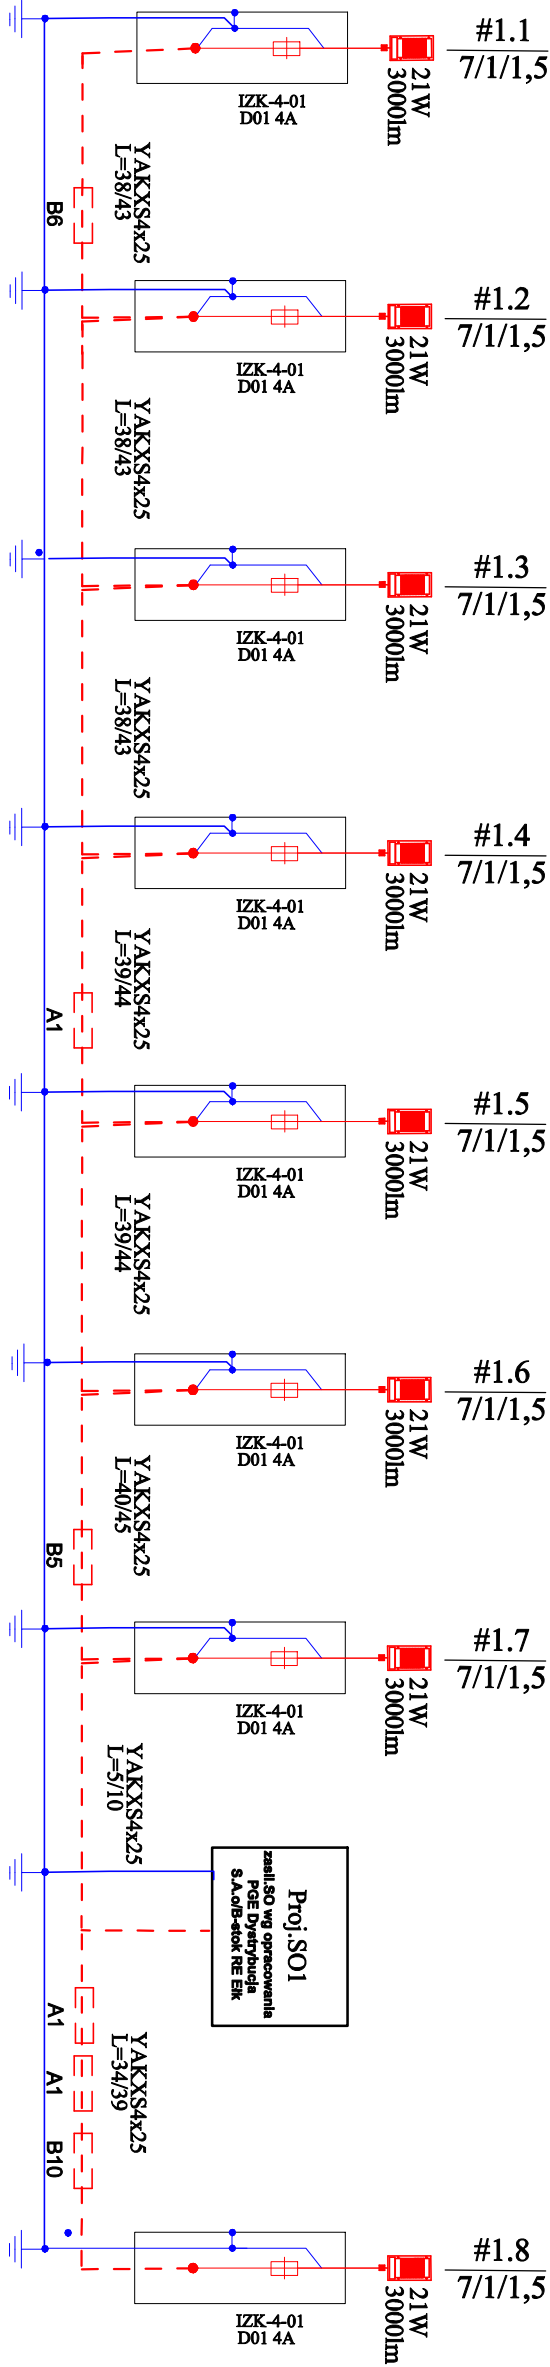 #1.1
7/1/1,5
21W
3000lm
IZK-4-01
D01 4A
YAKXS4x25
L=38/43
B6
#1.2
7/1/1,5
21W
3000lm
IZK-4-01
D01 4A
YAKXS4x25
L=38/43
#1.3
7/1/1,5
21W
3000lm
IZK-4-01
D01 4A
YAKXS4x25
L=38/43
#1.4
7/1/1,5
21W
3000lm
IZK-4-01
D01 4A
YAKXS4x25
L=39/44
A1
#1.5
7/1/1,5
21W
3000lm
IZK-4-01
D01 4A
YAKXS4x25
L=39/44
#1.6
7/1/1,5
21W
3000lm
IZK-4-01
D01 4A
YAKXS4x25
L=40/45
B5
#1.7
7/1/1,5
21W
3000lm
IZK-4-01
D01 4A
YAKXS4x25
L=5/10
Proj.SO1
zasil.SO wg opracowania
PGE Dystrybucja
S.A.o/B-stok RE Ełk
A1
YAKXS4x25
L=34/39
A1
B10
#1.8
7/1/1,5
21W
3000lm
IZK-4-01
D01 4A